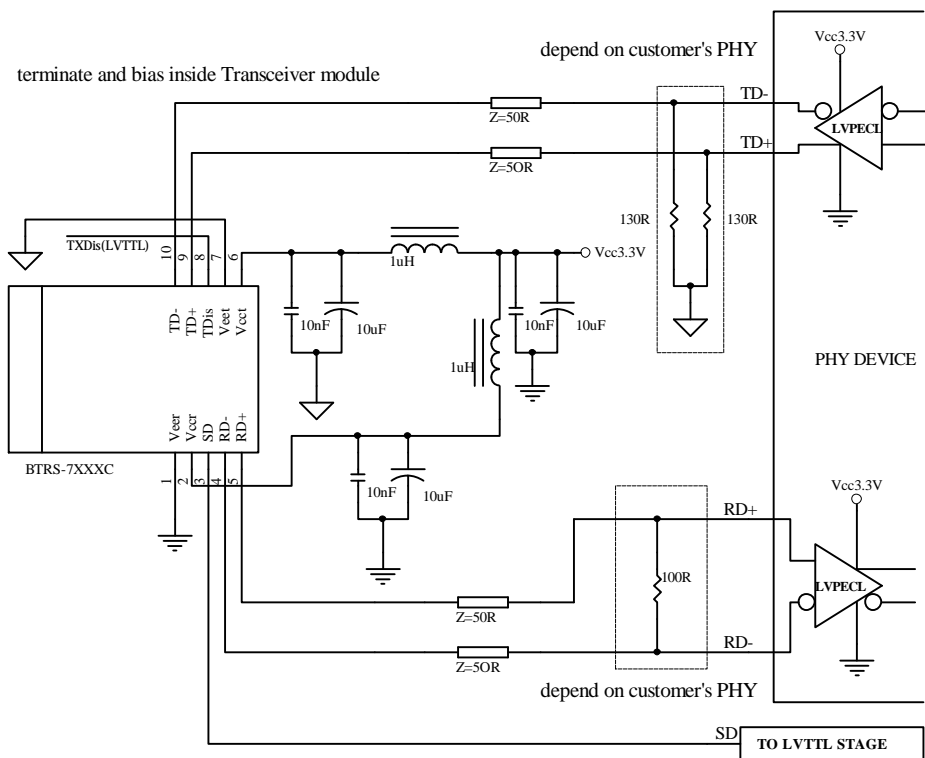 depend on customer's PHY
Vcc3.3V
terminate and bias inside Transceiver module
TD-
Z=50R
LVPECL
TD+
Z=5OR
130R
130R
TXDis(LVTTL)
10
9
8
7
6
1uH
Vcc3.3V
TD-
TD+
TDis
Veet
Vcct
10nF
10uF
10nF
10uF
1uH
PHY DEVICE
Veer
Vccr
SD
RD-
RD+
BTRS-7XXXC
1
2
3
4
5
10nF
10uF
Vcc3.3V
RD+
100R
LVPECL
Z=50R
RD-
Z=5OR
depend on customer's PHY
SD
TO LVTTL STAGE